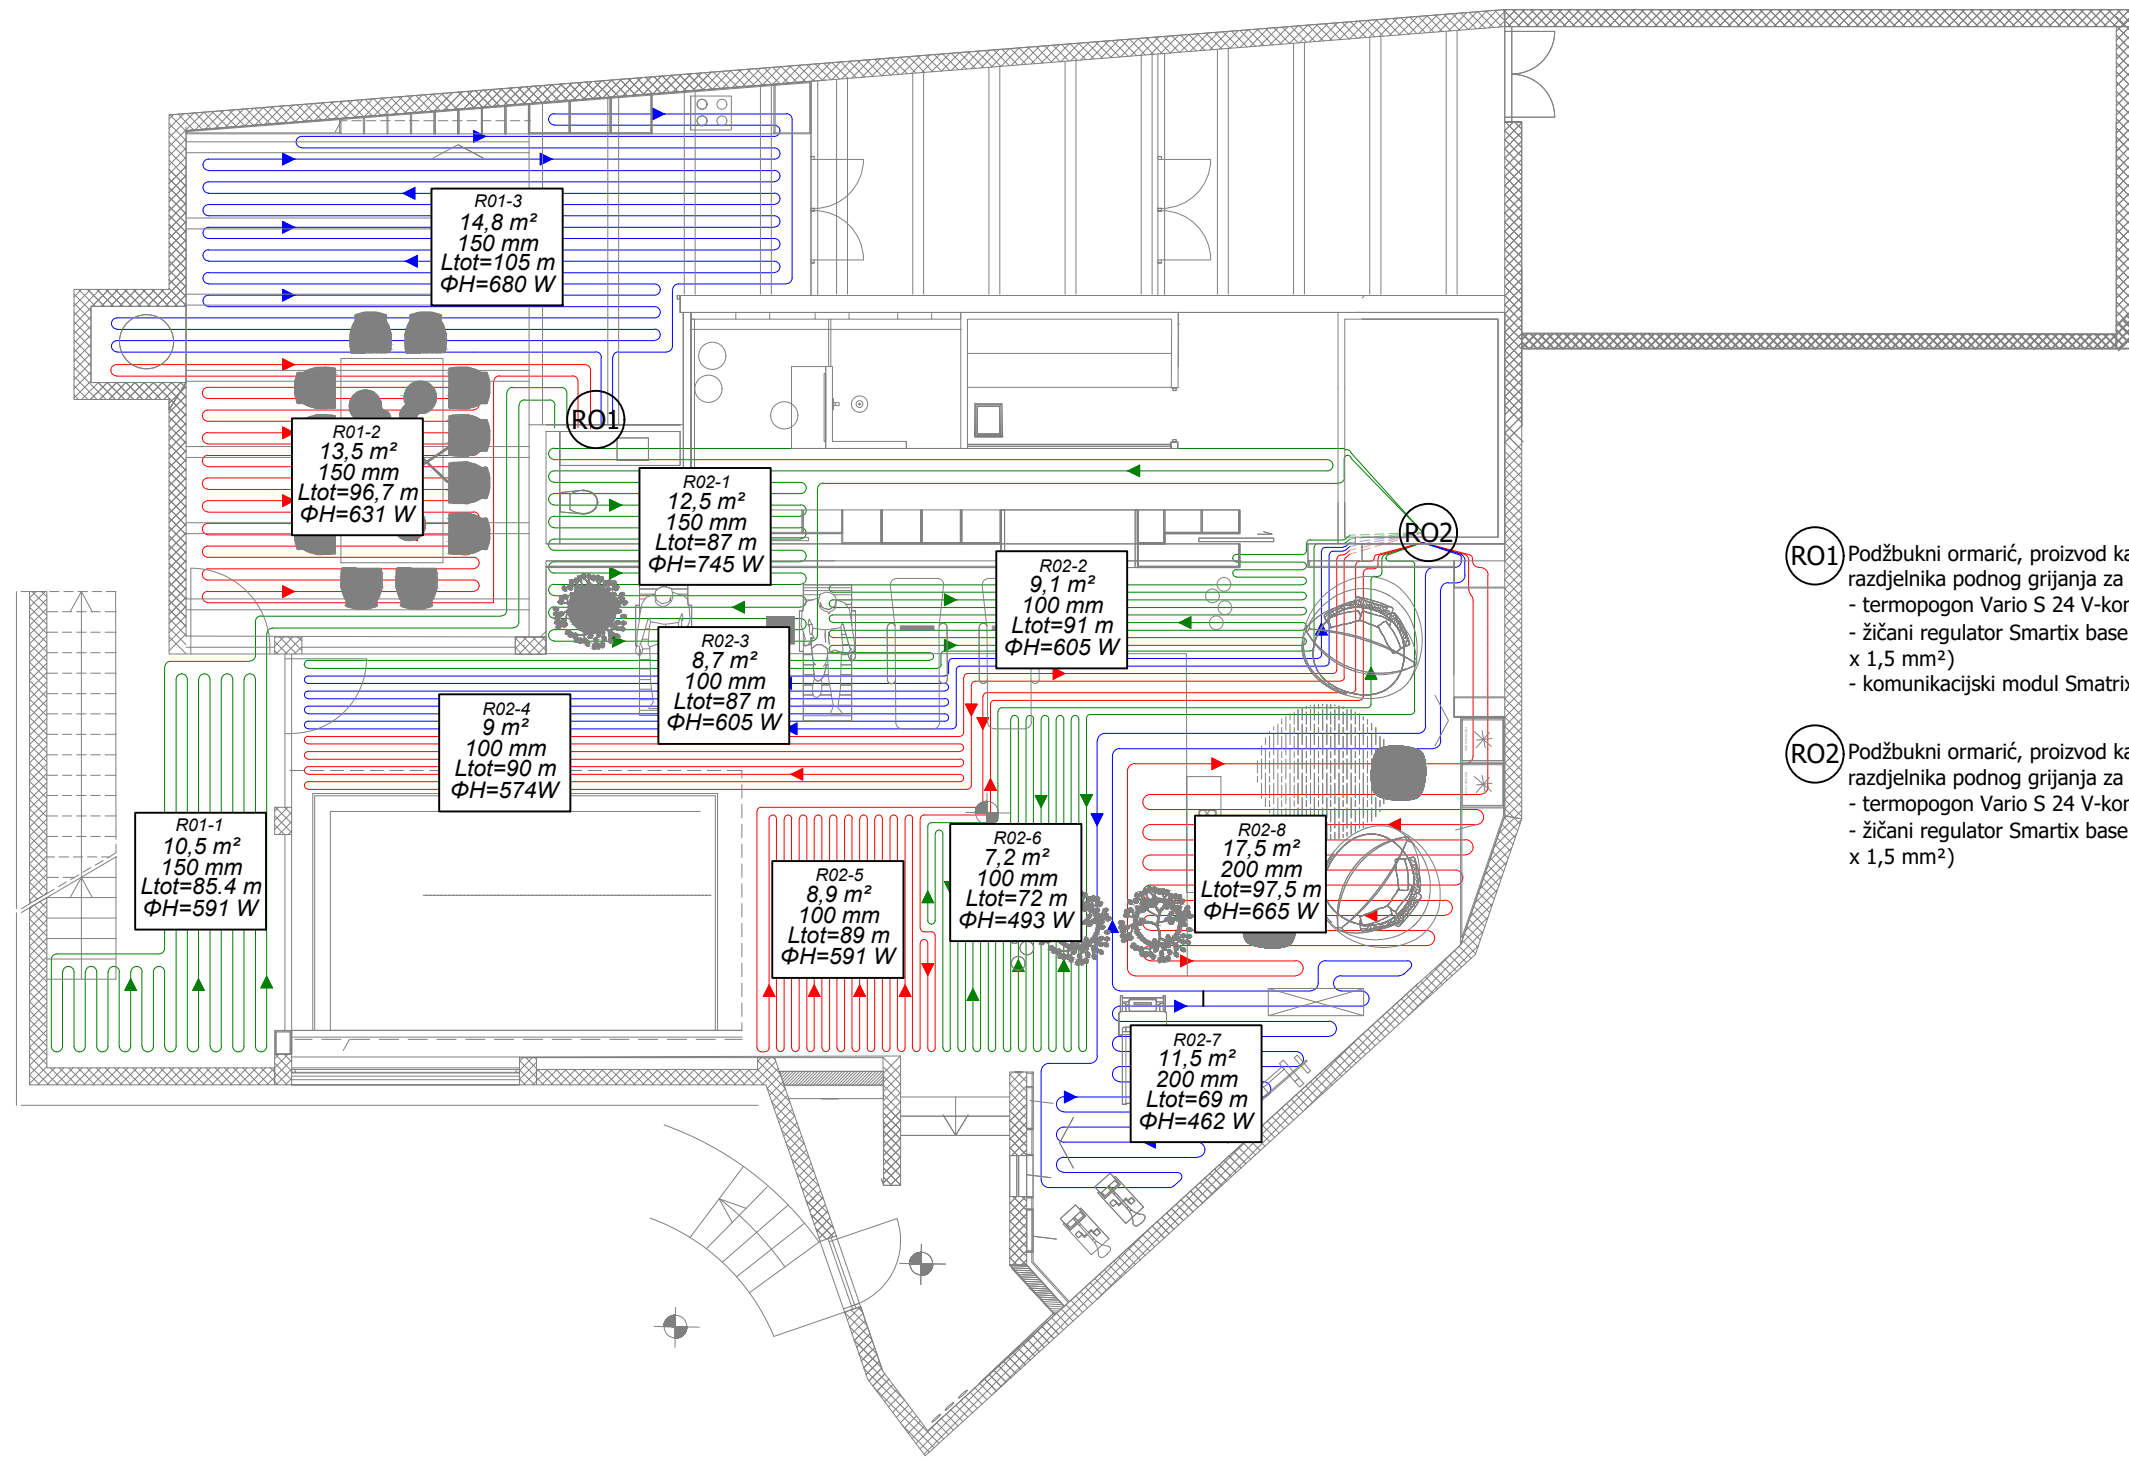 R01-3
14,8 m²
150 mm
Ltot=105 m
ΦH=680 W
R01-2
13,5 m²
150 mm
Ltot=96,7 m
ΦH=631 W
RO1
R02-1
12,5 m²
150 mm
Ltot=87 m
ΦH=745 W
RO2
R02-2
9,1 m²
100 mm
Ltot=91 m
ΦH=605 W
R02-3
8,7 m²
100 mm
Ltot=87 m
ΦH=605 W
R02-4
9 m²
100 mm
Ltot=90 m
ΦH=574W
R01-1
10,5 m²
150 mm
Ltot=85.4 m
ΦH=591 W
R02-5
8,9 m²
100 mm
Ltot=89 m
ΦH=591 W
R02-6
7,2 m²
100 mm
Ltot=72 m
ΦH=493 W
R02-8
17,5 m²
200 mm
Ltot=97,5 m
ΦH=665 W
R02-7
11,5 m²
200 mm
Ltot=69 m
ΦH=462 W
RO1 Podžbukni ormarić, proizvod ka
razdjelnika podnog grijanja za
- termopogon Vario S 24 V-kor
- žičani regulator Smartix base
x 1,5 mm²)
- komunikacijski modul Smatrix
RO2 Podžbukni ormarić, proizvod ka
razdjelnika podnog grijanja za
- termopogon Vario S 24 V-kor
- žičani regulator Smartix base
x 1,5 mm²)